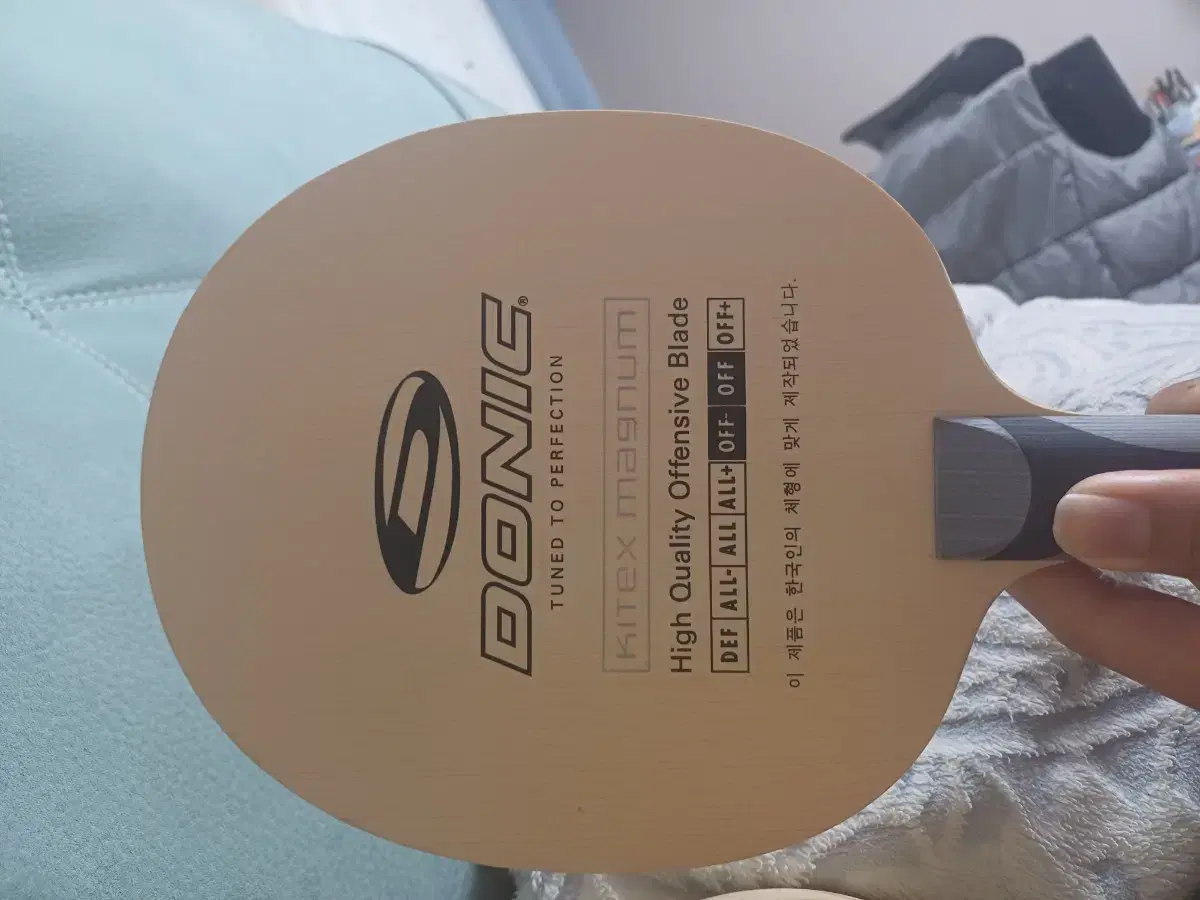 DONIC®
TUNED TO PERFECTION
KITEX magnum
High Quality Offensive Blade
DEF ALL- ALL ALL+ OFF- OFF OFF+
이 제품은 한국인의 체형에 맞게 제작되었습니다.